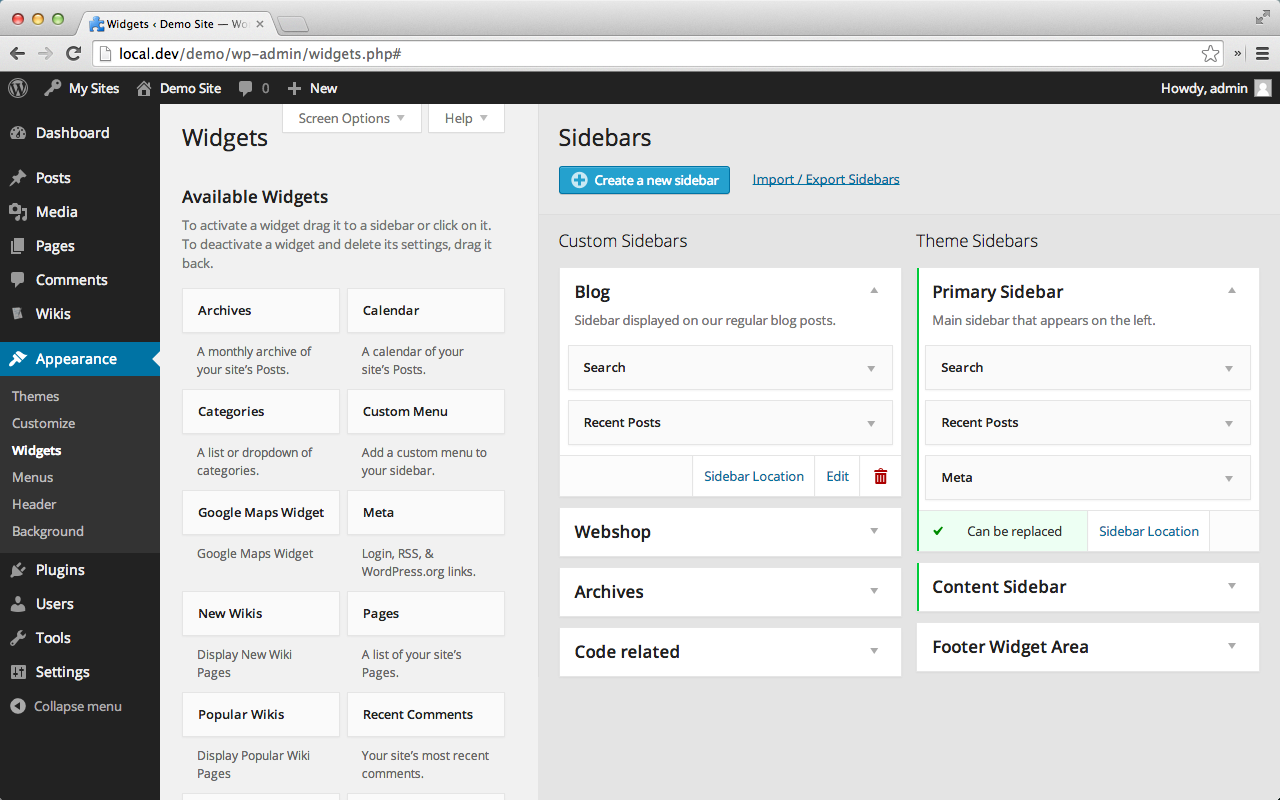 Widgets ‹ Demo Site — Wo
local.dev/demo/wp-admin/widgets.php#
My Sites
Demo Site
0
New
Howdy, admin
Dashboard
Posts
Media
Pages
Comments
Wikis
Appearance
Themes
Customize
Widgets
Menus
Header
Background
Plugins
Users
Tools
Settings
Collapse menu
Screen Options
Help
Widgets
Available Widgets
To activate a widget drag it to a sidebar or click on it.
To deactivate a widget and delete its settings, drag it
back.
Archives
A monthly archive of
your site's Posts.
Calendar
A calendar of your
site's Posts.
Categories
A list or dropdown of
categories.
Custom Menu
Add a custom menu to
your sidebar.
Google Maps Widget
Google Maps Widget
Meta
Login, RSS, &
WordPress.org links.
New Wikis
Display New Wiki
Pages
Pages
A list of your site's
Pages.
Popular Wikis
Display Popular Wiki
Pages
Recent Comments
Your site's most recent
comments.
Sidebars
Create a new sidebar
Import / Export Sidebars
Custom Sidebars
Blog
Sidebar displayed on our regular blog posts.
Search
Recent Posts
Sidebar Location
Edit
Webshop
Archives
Code related
Theme Sidebars
Primary Sidebar
Main sidebar that appears on the left.
Search
Recent Posts
Meta
Can be replaced
Sidebar Location
Content Sidebar
Footer Widget Area